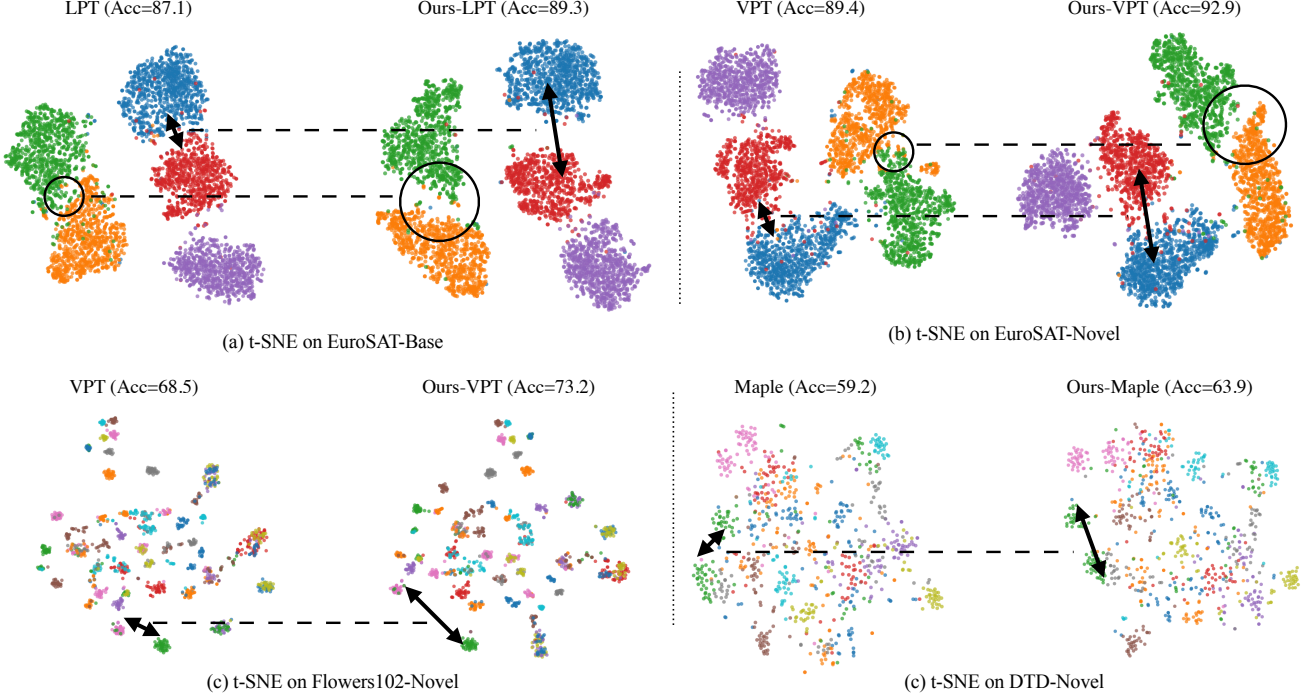 LPT (Acc=87.1)
Ours-LPT (Acc=89.3)
VPT (Acc=89.4)
Ours-VPT (Acc=92.9)
(a) t-SNE on EuroSAT-Base
(b) t-SNE on EuroSAT-Novel
VPT (Acc=68.5)
Ours-VPT (Acc=73.2)
Maple (Acc=59.2)
Ours-Maple (Acc=63.9)
(c) t-SNE on Flowers102-Novel
(c) t-SNE on DTD-Novel